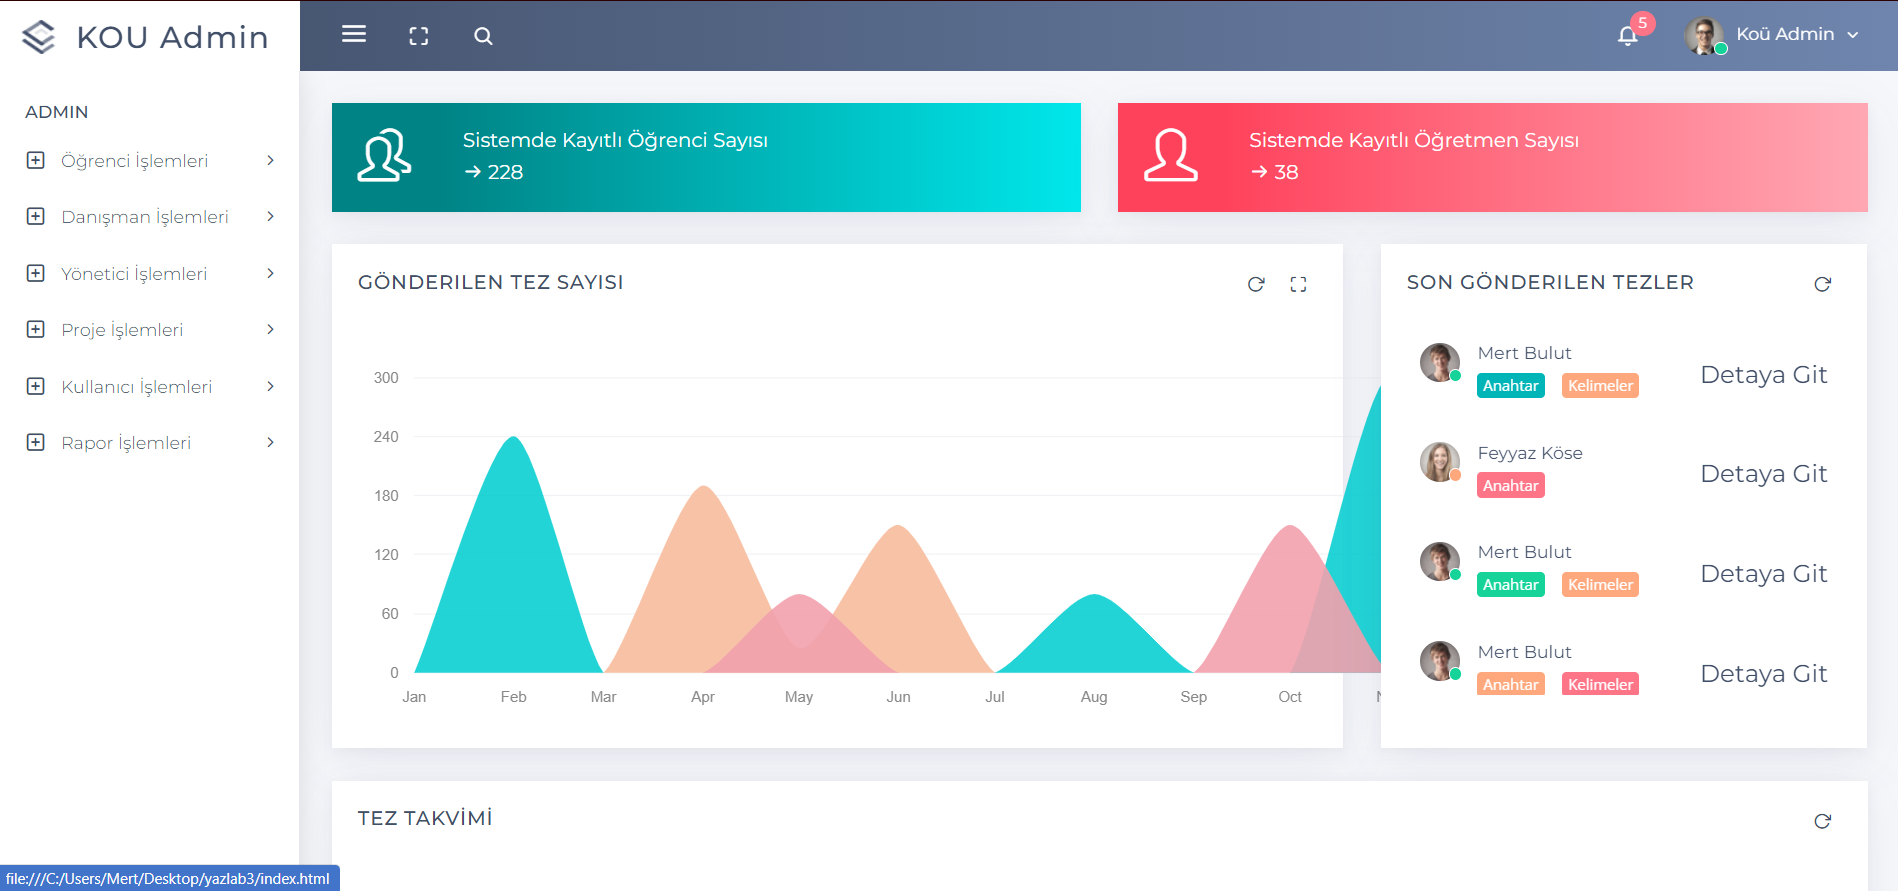 KOU Admin
5
Koü Admin
ADMIN
Öğrenci İşlemleri
Danışman İşlemleri
Yönetici İşlemleri
Proje İşlemleri
Kullanıcı İşlemleri
Rapor İşlemleri
Sistemde Kayıtlı Öğrenci Sayısı
→ 228
Sistemde Kayıtlı Öğretmen Sayısı
→ 38
GÖNDERILEN TEZ SAYISI
300
240
180
120
60
0
Jan Feb Mar Apr May Jun Jul Aug Sep Oct
SON GÖNDERILEN TEZLER
Mert Bulut
Anahtar Kelimeler
Detaya Git
Feyyaz Köse
Anahtar
Detaya Git
Mert Bulut
Anahtar Kelimeler
Detaya Git
Mert Bulut
Anahtar Kelimeler
Detaya Git
TEZ TAKVİMİ
file:///C:/Users/Mert/Desktop/yazlab3/index.html